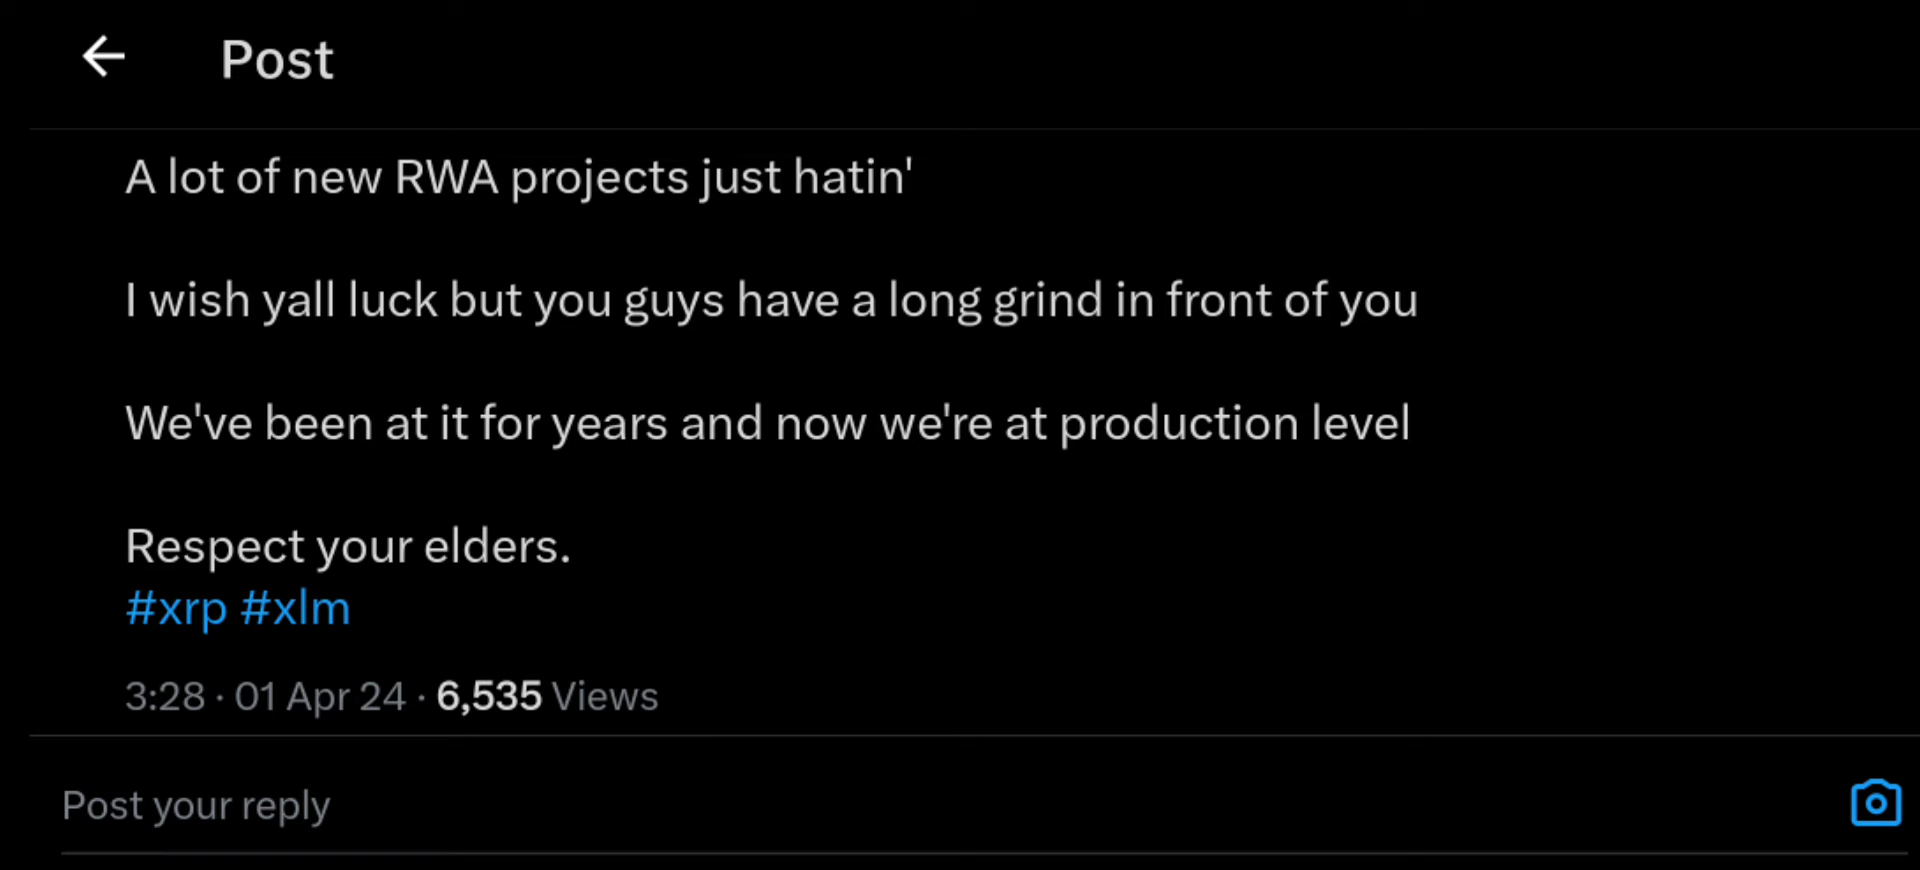 Post
A lot of new RWA projects just hatin'
I wish yall luck but you guys have a long grind in front of you
We've been at it for years and now we're at production level
Respect your elders.
#xrp #xlm
3:28 · 01 Apr 24 · 6,535 Views
Post your reply